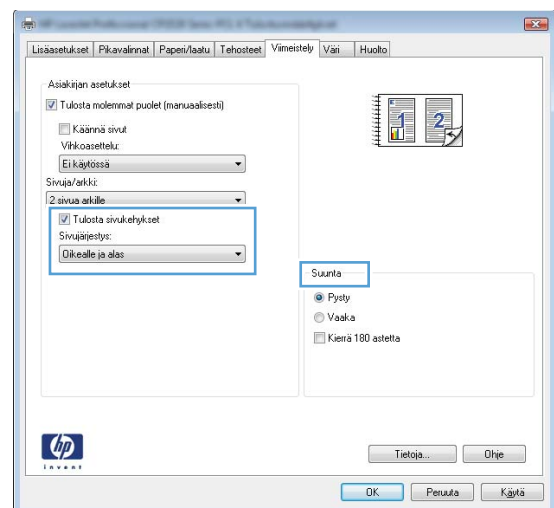 Lisäasetukset Pikavalinnat Paperi/laatu Tehosteet Viimeistely Väri Huolto
Asiakirjan asetukset
Tulosta molemmat puolet (manuaalisesti)
Käännä sivut
Vihkoasettelu:
Ei käytössä
Sivuja/arkki:
2 sivua arkille
Tulosta sivukehykset
Sivujärjestys:
Oikealle ja alas
1 2
Suunta
Pysty
Vaaka
Kierrä 180 astetta
hp
invent
Tietoja... Ohje
OK Peruuta Käytä